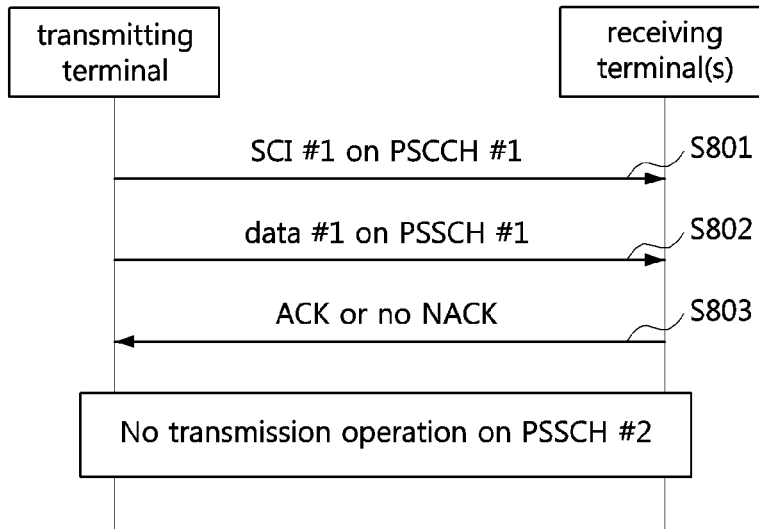 transmitting
terminal
receiving
terminal(s)
SCI #1 on PSCCH #1
S801
data #1 on PSSCH #1
S802
ACK or no NACK
S803
No transmission operation on PSSCH #2